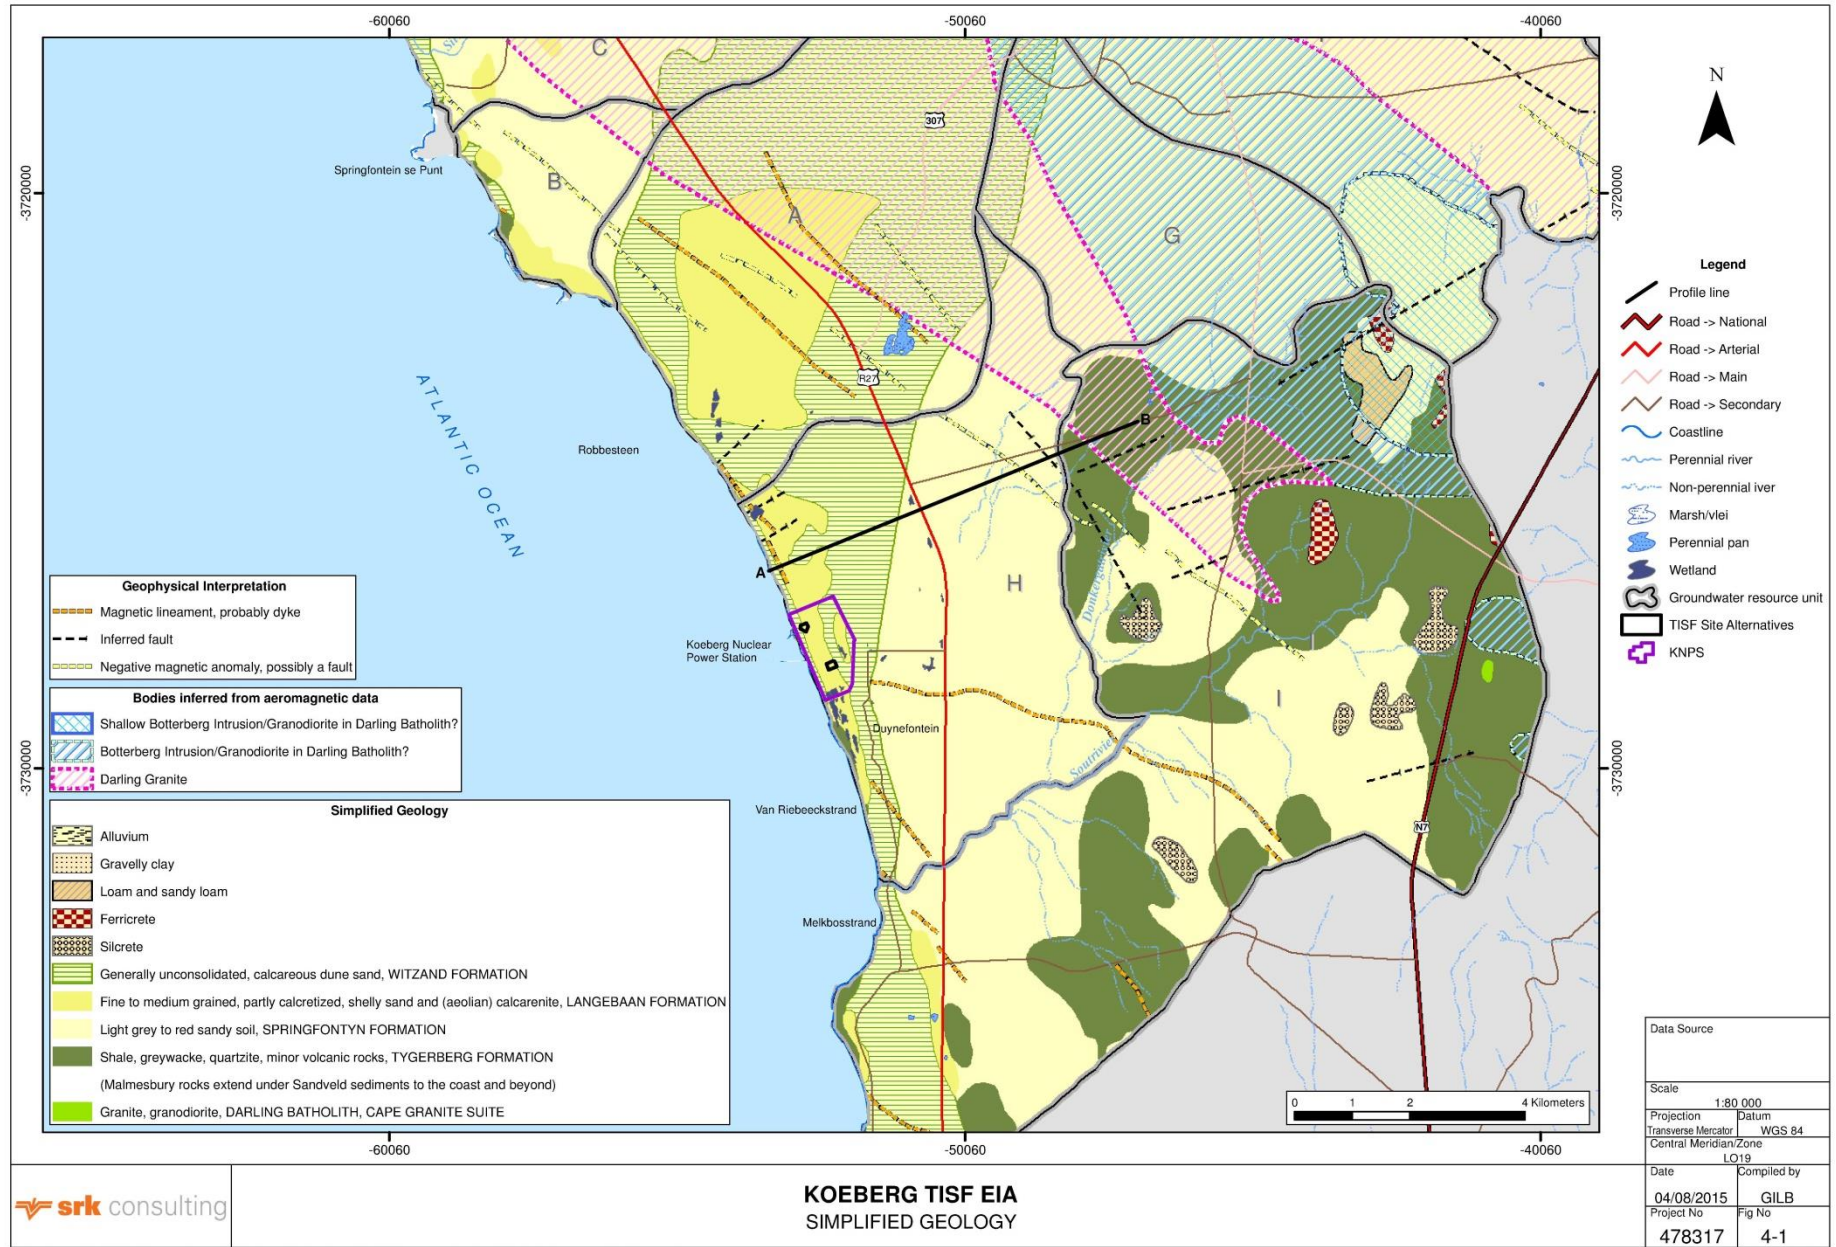 -60060
-50060
-40060
-3720000
-3720000
-3730000
-3730000
-60060
-50060
-40060
N
C
307
Springfontein se Punt
B
A
G
R27
ATLANTIC OCEAN
Robbesteen
B
A
H
Koeberg Nuclear
Power Station
I
I
Duynefontein
Soutrivier
Van Riebeeckstrand
N7
Melkbosstrand
Geophysical Interpretation
Magnetic lineament, probably dyke
Inferred fault
Negative magnetic anomaly, possibly a fault
Bodies inferred from aeromagnetic data
Shallow Botterberg Intrusion/Granodiorite in Darling Batholith?
Botterberg Intrusion/Granodiorite in Darling Batholith?
Darling Granite
Simplified Geology
Alluvium
Gravelly clay
Loam and sandy loam
Ferricrete
Silcrete
Generally unconsolidated, calcareous dune sand, WITZAND FORMATION
Fine to medium grained, partly calcretized, shelly sand and (aeolian) calcarenite, LANGEBAAN FORMATION
Light grey to red sandy soil, SPRINGFONTYN FORMATION
Shale, greywacke, quartzite, minor volcanic rocks, TYGERBERG FORMATION
(Malmesbury rocks extend under Sandveld sediments to the coast and beyond)
Granite, granodiorite, DARLING BATHOLITH, CAPE GRANITE SUITE
Legend
Profile line
Road -> National
Road -> Arterial
Road -> Main
Road -> Secondary
Coastline
Perennial river
Non-perennial iver
Marsh/vlei
Perennial pan
Wetland
Groundwater resource unit
TISF Site Alternatives
KNPS
0 1 2 4 Kilometers
Data Source
Scale
1:80 000
Projection Datum
Transverse Mercator WGS 84
Central Meridian/Zone
LO19
Date Compiled by
04/08/2015 GILB
Project No Fig No
478317 4-1
srk consulting
KOEBERG TISF EIA
SIMPLIFIED GEOLOGY